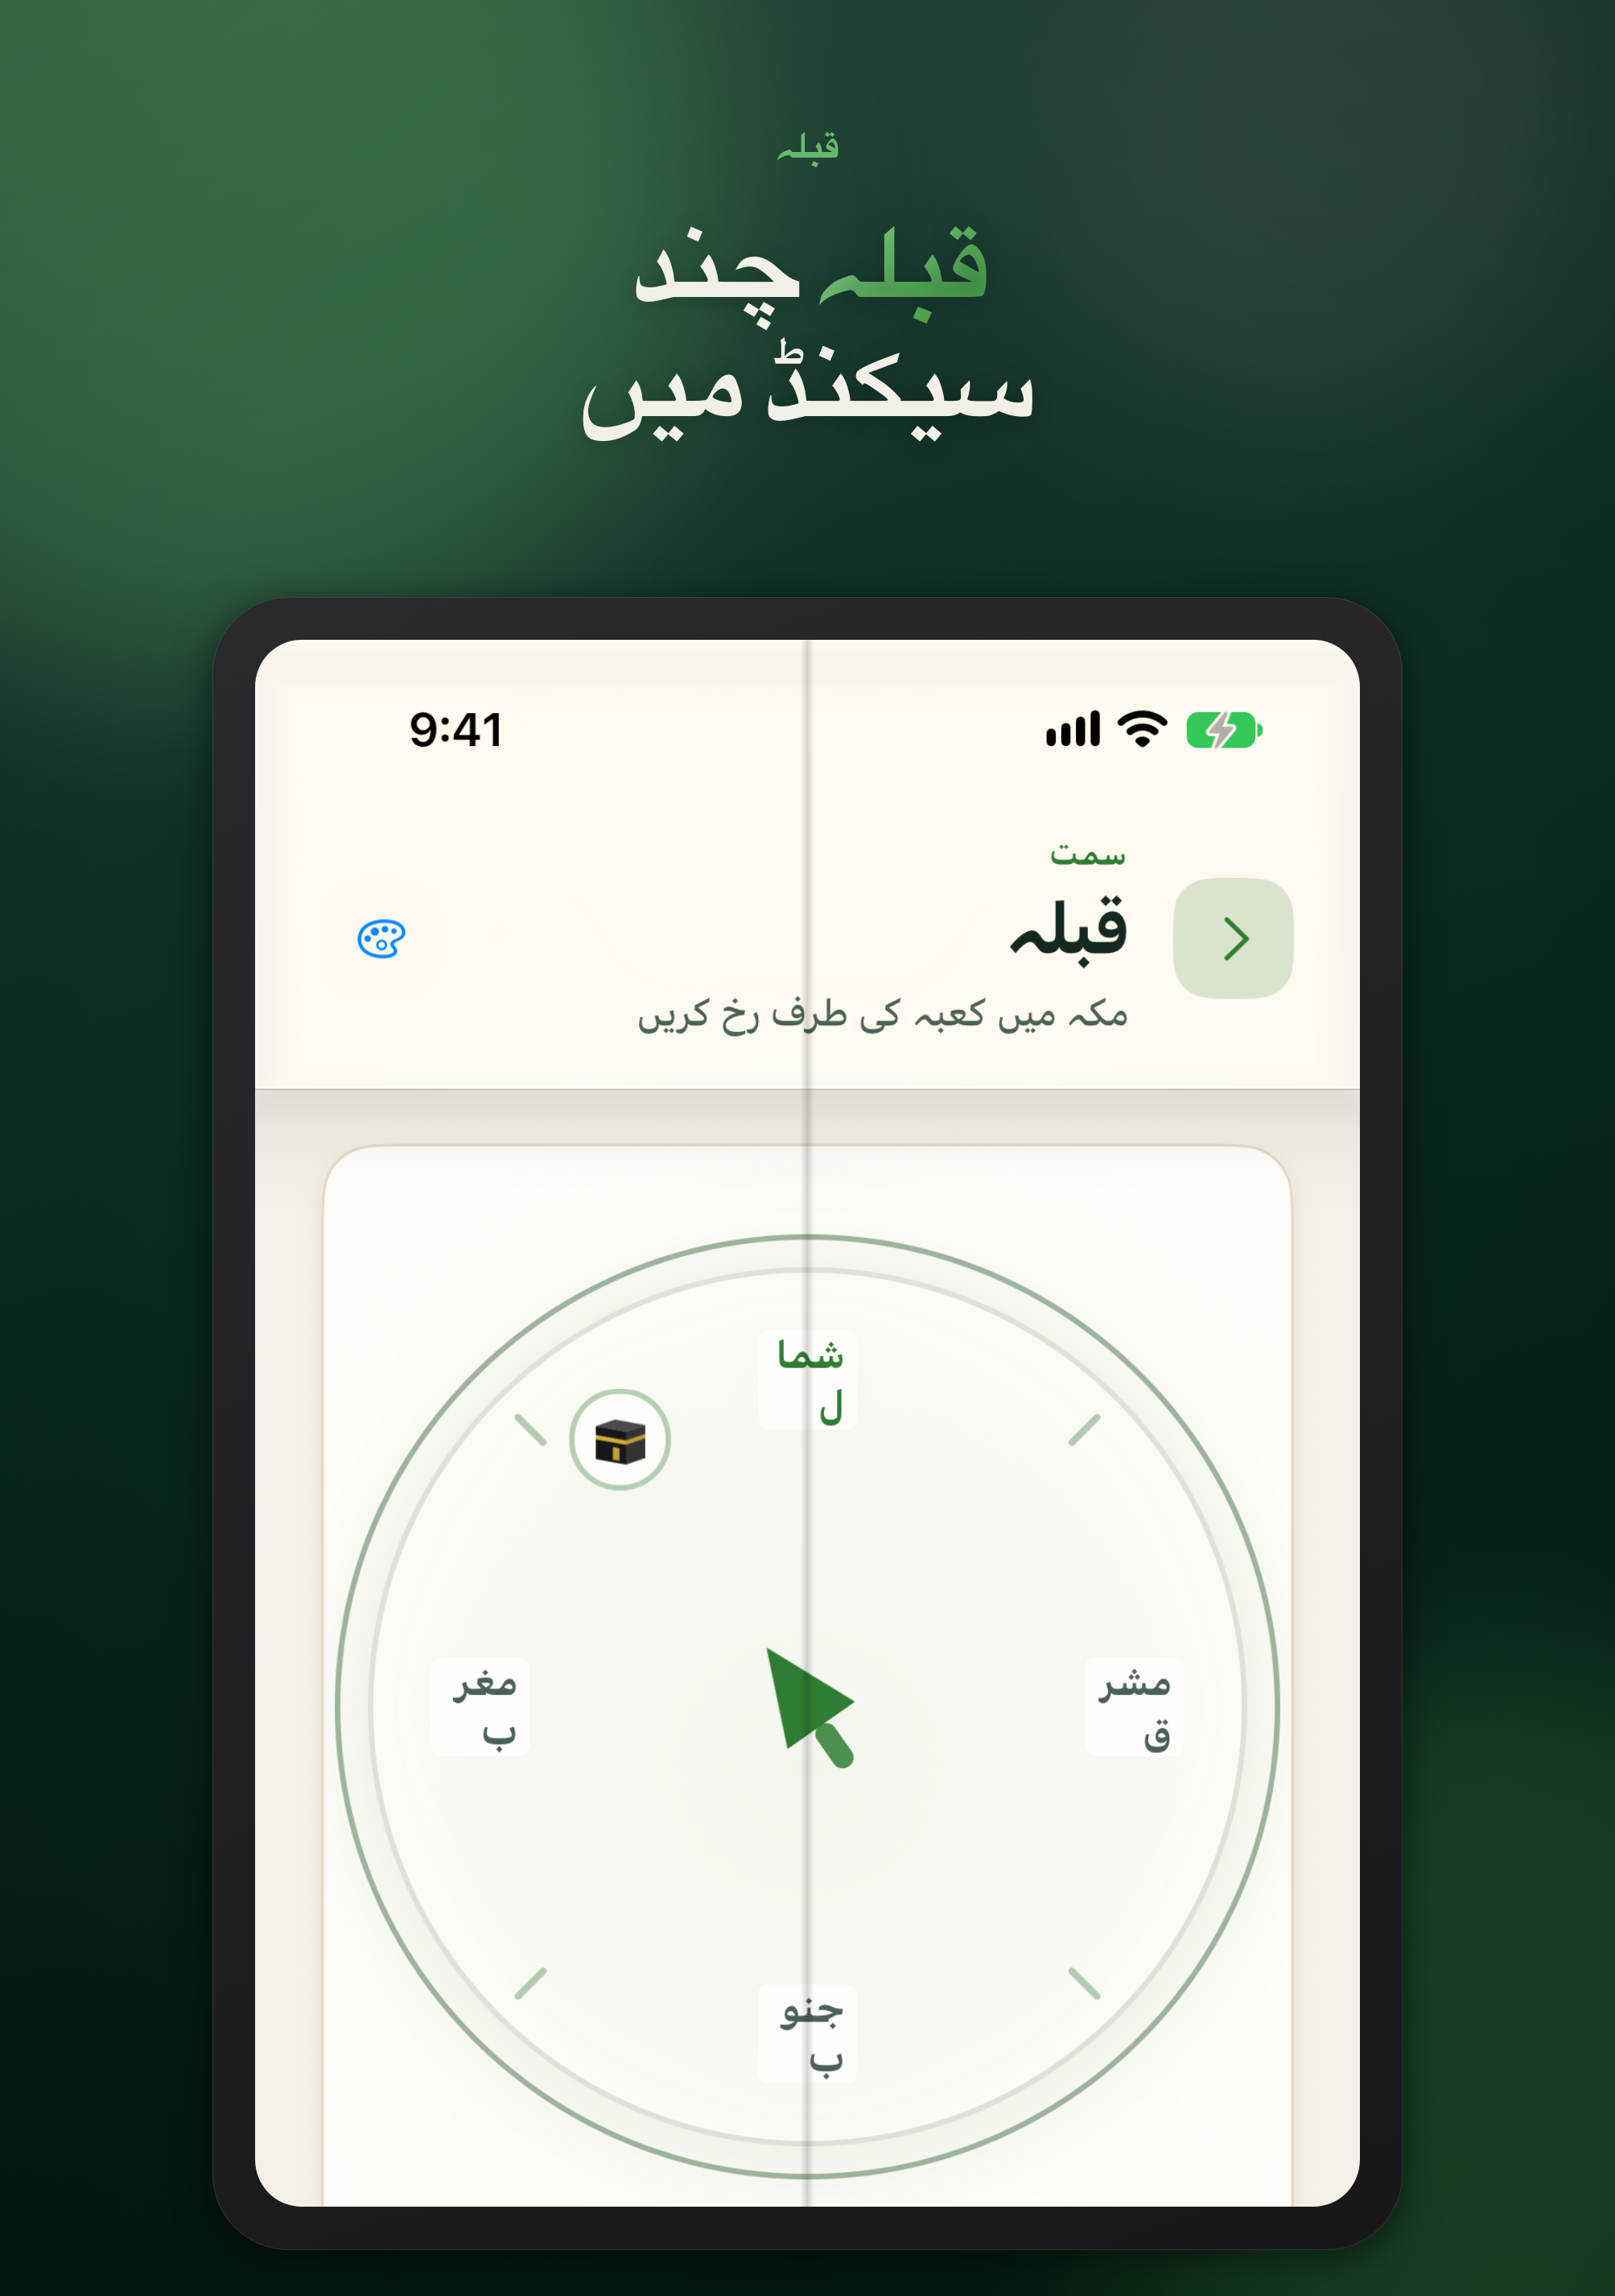 قبلہ
قبلہ چند
سیکنڈ میں
9:41
سمت
قبلہ
مکہ میں کعبہ کی طرف رخ کریں
شما
ل
مغر
ب
مشر
ق
جنو
ب